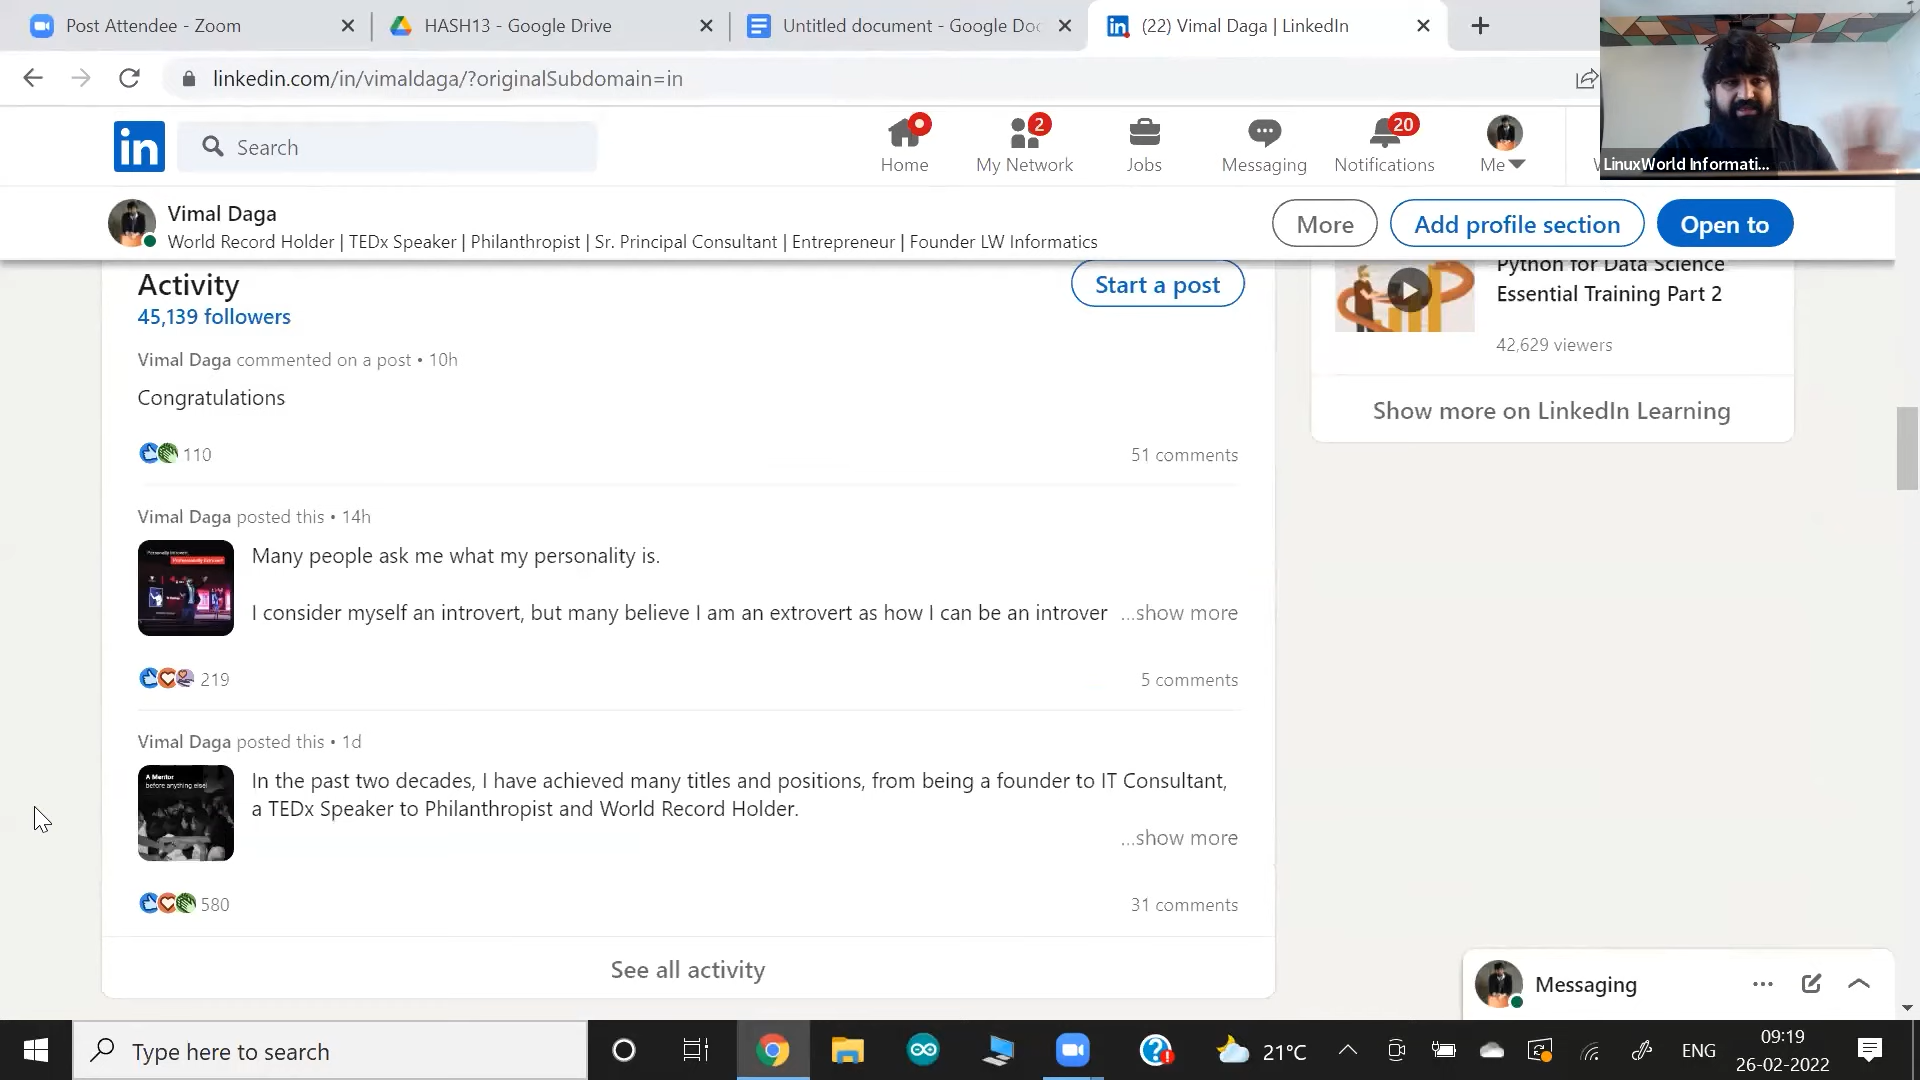 Post Attendee - Zoom
HASH13 - Google Drive
Untitled document - Google Doc
(22) Vimal Daga | LinkedIn
linkedin.com/in/vimaldaga/?originalSubdomain=in
in
Search
Home
2
My Network
Jobs
Messaging
20
Notifications
Me
LinuxWorld Informati...
Vimal Daga
World Record Holder | TEDx Speaker | Philanthropist | Sr. Principal Consultant | Entrepreneur | Founder LW Informatics
More
Add profile section
Open to
Activity
45,139 followers
Start a post
Vimal Daga commented on a post • 10h
Congratulations
110
51 comments
Vimal Daga posted this • 14h
Many people ask me what my personality is.
I consider myself an introvert, but many believe I am an extrovert as how I can be an introver ...show more
219
5 comments
Vimal Daga posted this • 1d
A Mentor
before anything else!
In the past two decades, I have achieved many titles and positions, from being a founder to IT Consultant,
a TEDx Speaker to Philanthropist and World Record Holder.
...show more
580
31 comments
See all activity
Python for Data Science
Essential Training Part 2
42,629 viewers
Show more on LinkedIn Learning
Messaging
Type here to search
21°C
ENG
09:19
26-02-2022